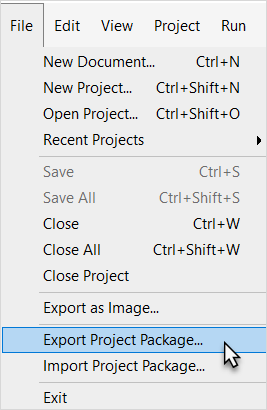 File Edit View Project Run
New Document... Ctrl+N
New Project... Ctrl+Shift+N
Open Project... Ctrl+Shift+O
Recent Projects
Save Ctrl+S
Save All Ctrl+Shift+S
Close Ctrl+W
Close All Ctrl+Shift+W
Close Project
Export as Image...
Export Project Package...
Import Project Package...
Exit